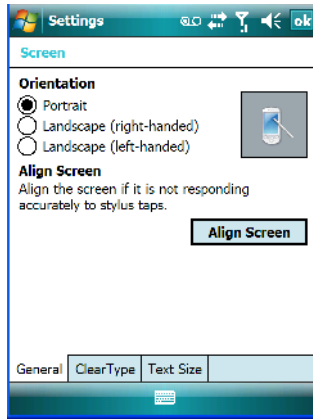 Settings
ok
Screen
Orientation
Portrait
Landscape (right-handed)
Landscape (left-handed)
Align Screen
Align the screen if it is not responding
accurately to stylus taps.
Align Screen
General ClearType Text Size